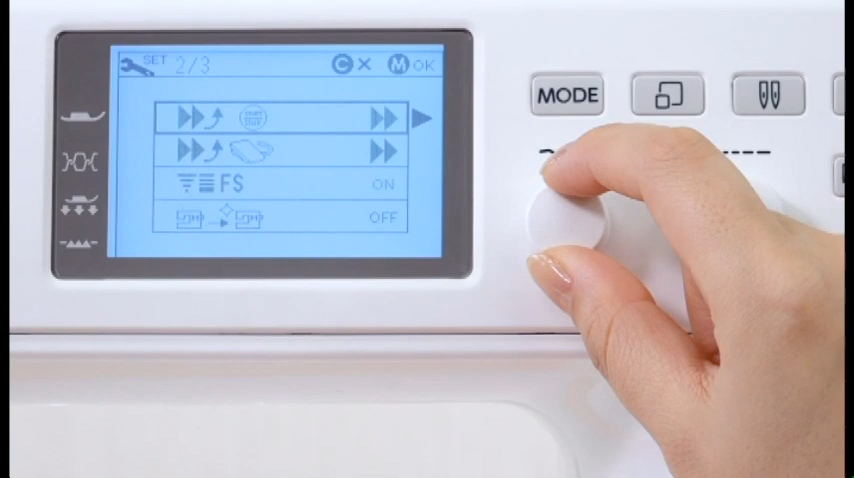 SET 2/3 C × M OK
MODE
START STOP
FS ON
OFF